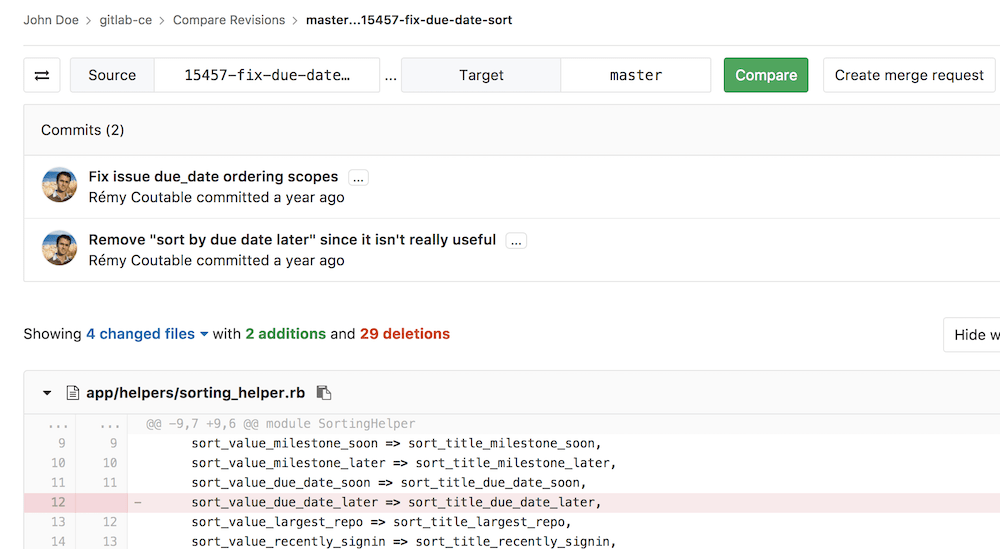 John Doe > gitlab-ce > Compare Revisions > master...15457-fix-due-date-sort
Source 15457-fix-due-date… ... Target master Compare Create merge request
Commits (2)
Fix issue due_date ordering scopes ...
Rémy Coutable committed a year ago
Remove "sort by due date later" since it isn't really useful ...
Rémy Coutable committed a year ago
Showing 4 changed files with 2 additions and 29 deletions
Hide w
app/helpers/sorting_helper.rb
... ... @@ -9,7 +9,6 @@ module SortingHelper
9 9 sort_value_milestone_soon => sort_title_milestone_soon,
10 10 sort_value_milestone_later => sort_title_milestone_later,
11 11 sort_value_due_date_soon => sort_title_due_date_soon,
12 - sort_value_due_date_later => sort_title_due_date_later,
13 12 sort_value_largest_repo => sort_title_largest_repo,
14 13 sort_value_recently_signin => sort_title_recently_signin,